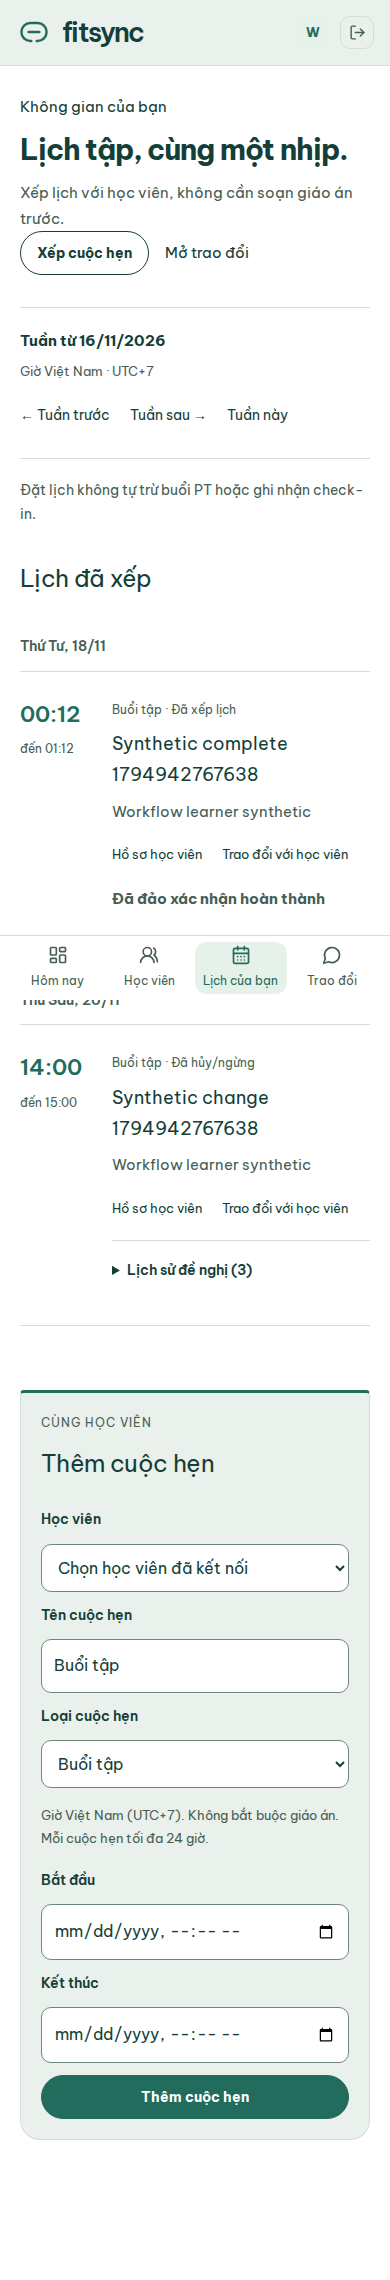 fitsync
W
Không gian của bạn
Lịch tập, cùng một nhịp.
Xếp lịch với học viên, không cần soạn giáo án
trước.
Xếp cuộc hẹn
Mở trao đổi
Tuần từ 16/11/2026
Giờ Việt Nam · UTC+7
← Tuần trước
Tuần sau →
Tuần này
Đặt lịch không tự trừ buổi PT hoặc ghi nhận check-
in.
Lịch đã xếp
Thứ Tư, 18/11
00:12
đến 01:12
Buổi tập · Đã xếp lịch
Synthetic complete
1794942767638
Workflow learner synthetic
Hồ sơ học viên
Trao đổi với học viên
Đã đảo xác nhận hoàn thành
Hôm nay
Học viên
Lịch của bạn
Trao đổi
Thứ Sáu, 20/11
14:00
đến 15:00
Buổi tập · Đã hủy/ngừng
Synthetic change
1794942767638
Workflow learner synthetic
Hồ sơ học viên
Trao đổi với học viên
Lịch sử đề nghị (3)
CÙNG HỌC VIÊN
Thêm cuộc hẹn
Học viên
Chọn học viên đã kết nối
Tên cuộc hẹn
Buổi tập
Loại cuộc hẹn
Buổi tập
Giờ Việt Nam (UTC+7). Không bắt buộc giáo án.
Mỗi cuộc hẹn tối đa 24 giờ.
Bắt đầu
mm/dd/yyyy, --:-- --
Kết thúc
mm/dd/yyyy, --:-- --
Thêm cuộc hẹn